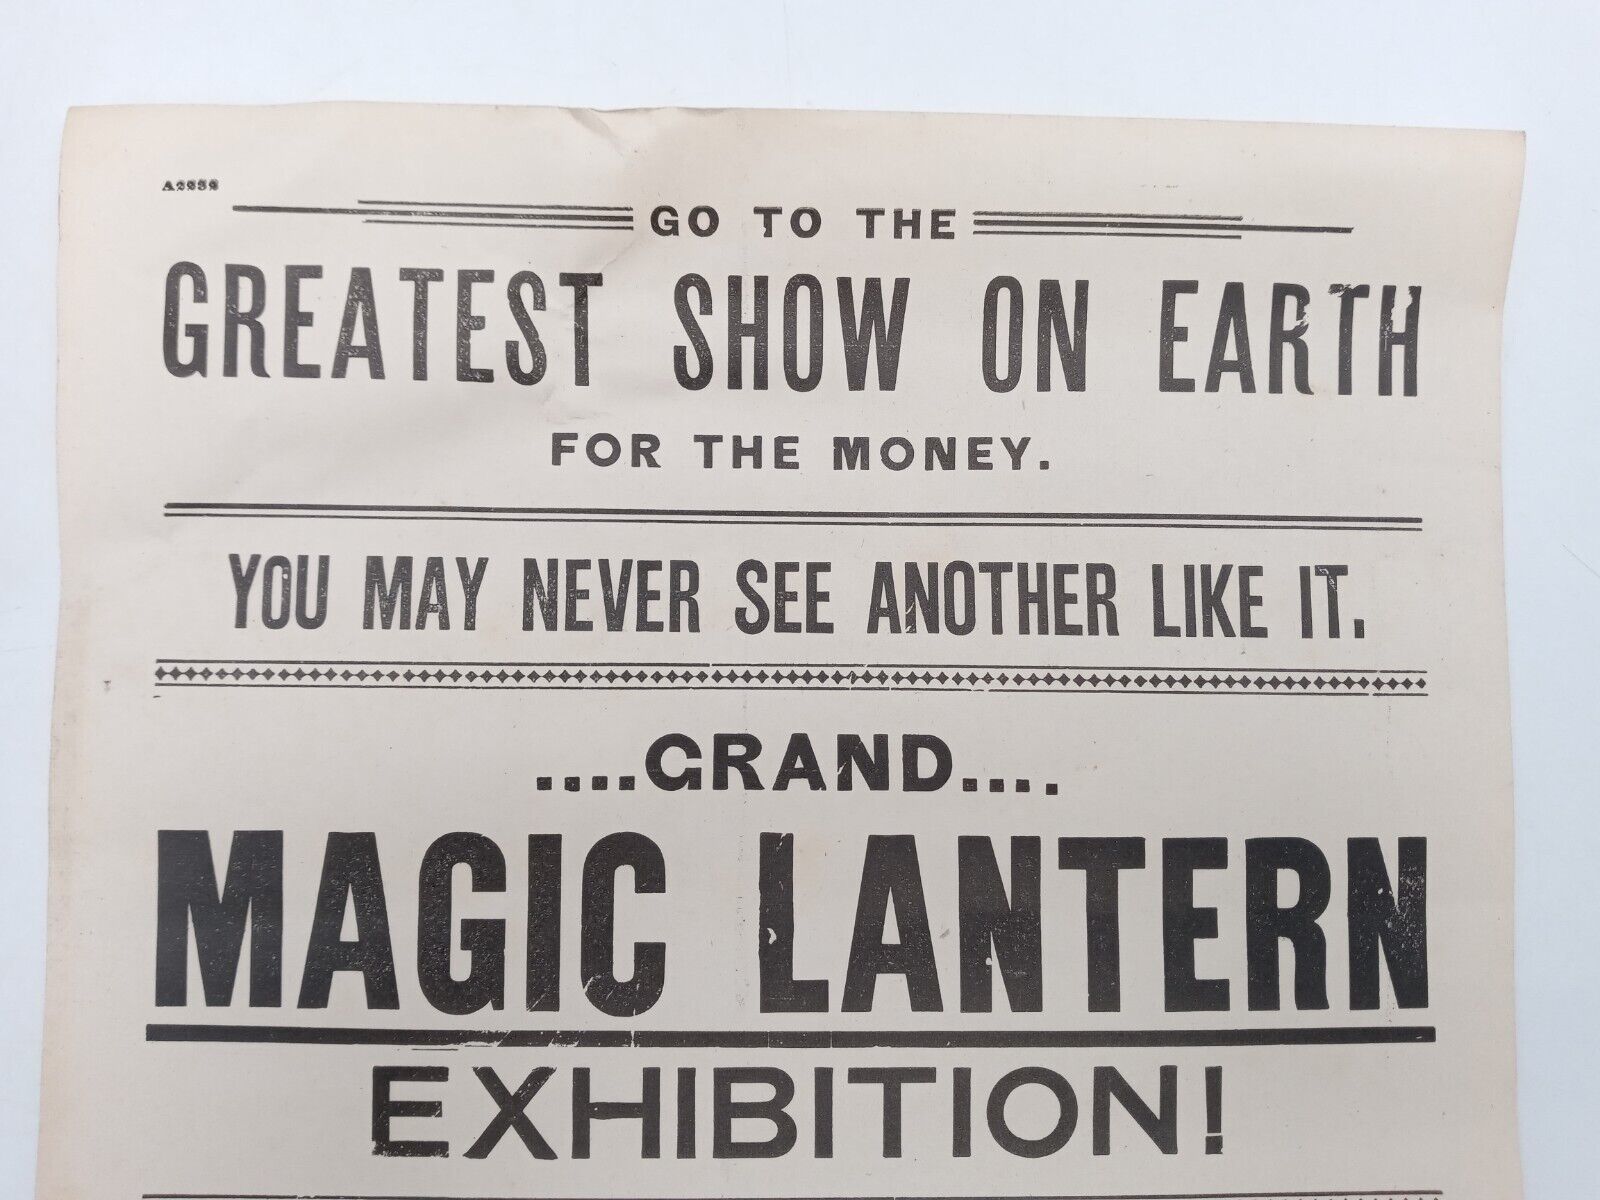 A2232
GO TO THE
GREATEST SHOW ON EARTH
FOR THE MONEY.
YOU MAY NEVER SEE ANOTHER LIKE IT.
....GRAND....
MAGIC LANTERN
EXHIBITION!